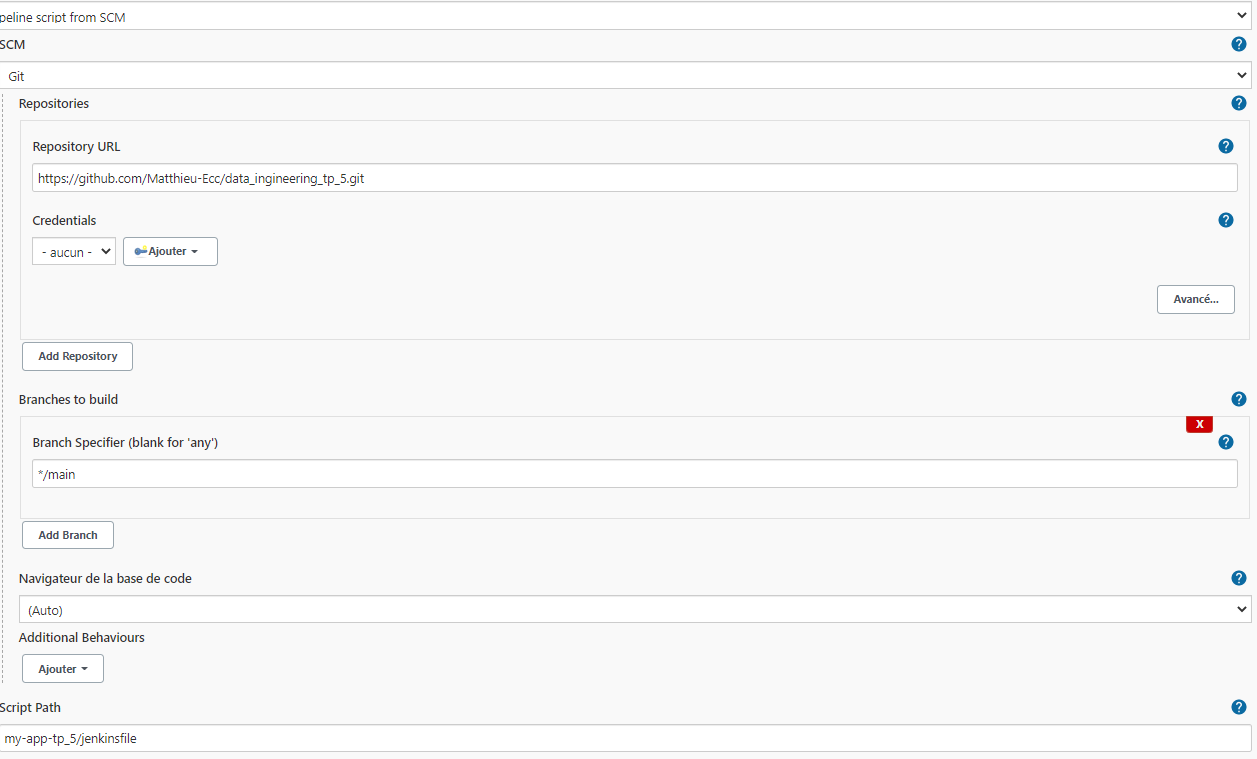 peline script from SCM
SCM
Git
Repositories
Repository URL
https://github.com/Matthieu-Ecc/data_ingineering_tp_5.git
Credentials
- aucun -
Ajouter
Avancé...
Add Repository
Branches to build
X
Branch Specifier (blank for 'any')
*/main
Add Branch
Navigateur de la base de code
(Auto)
Additional Behaviours
Ajouter
Script Path
my-app-tp_5/jenkinsfile